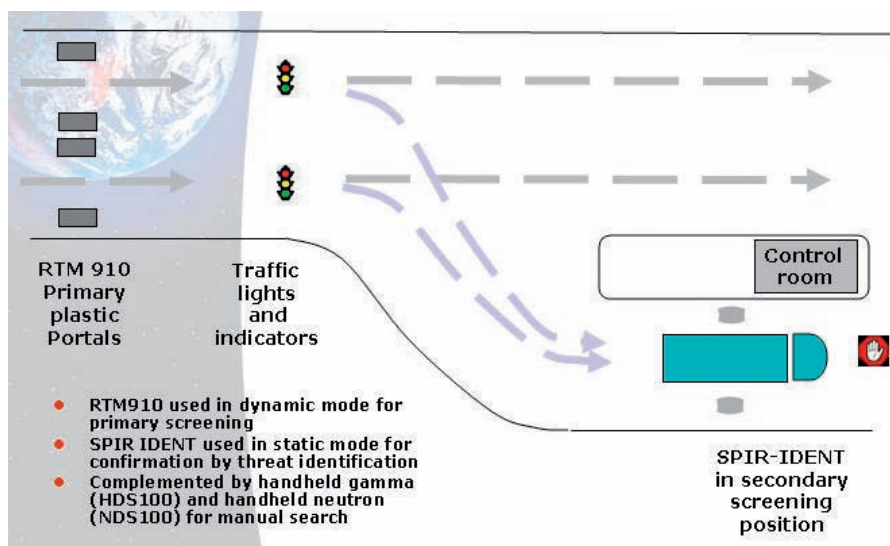 RTM 910
Primary
plastic
Portals
Traffic
lights
and
indicators
Control
room
RTM910 used in dynamic mode for
primary screening
SPIR IDENT used in static mode for
confirmation by threat identification
Complemented by handheld gamma
(HDS100) and handheld neutron
(NDS100) for manual search
SPIR-IDENT
in secondary
screening
position